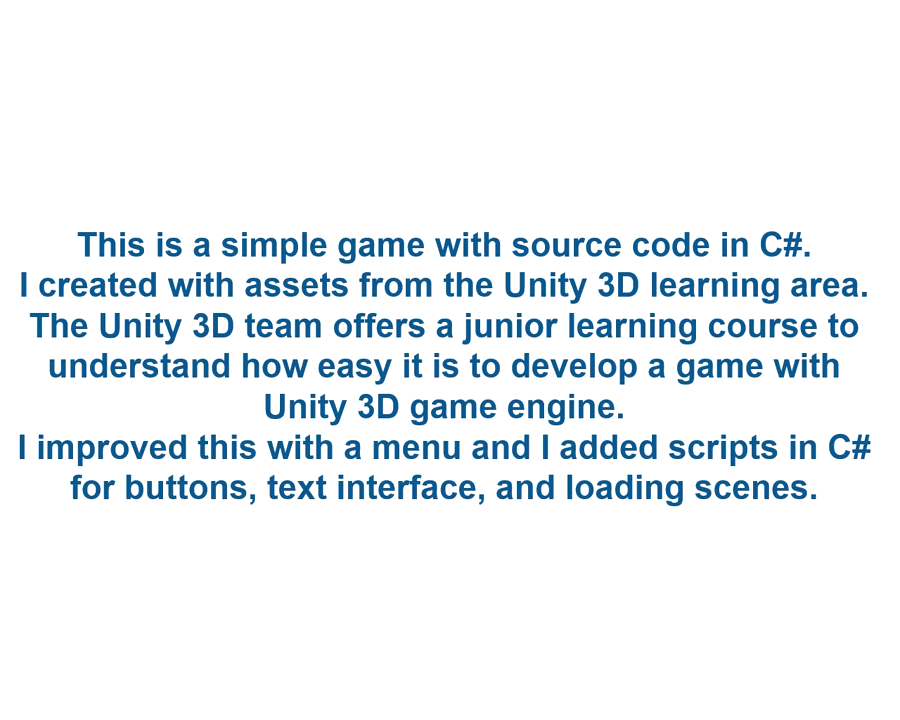 This is a simple game with source code in C#.
I created with assets from the Unity 3D learning area.
The Unity 3D team offers a junior learning course to
understand how easy it is to develop a game with
Unity 3D game engine.
I improved this with a menu and I added scripts in C#
for buttons, text interface, and loading scenes.